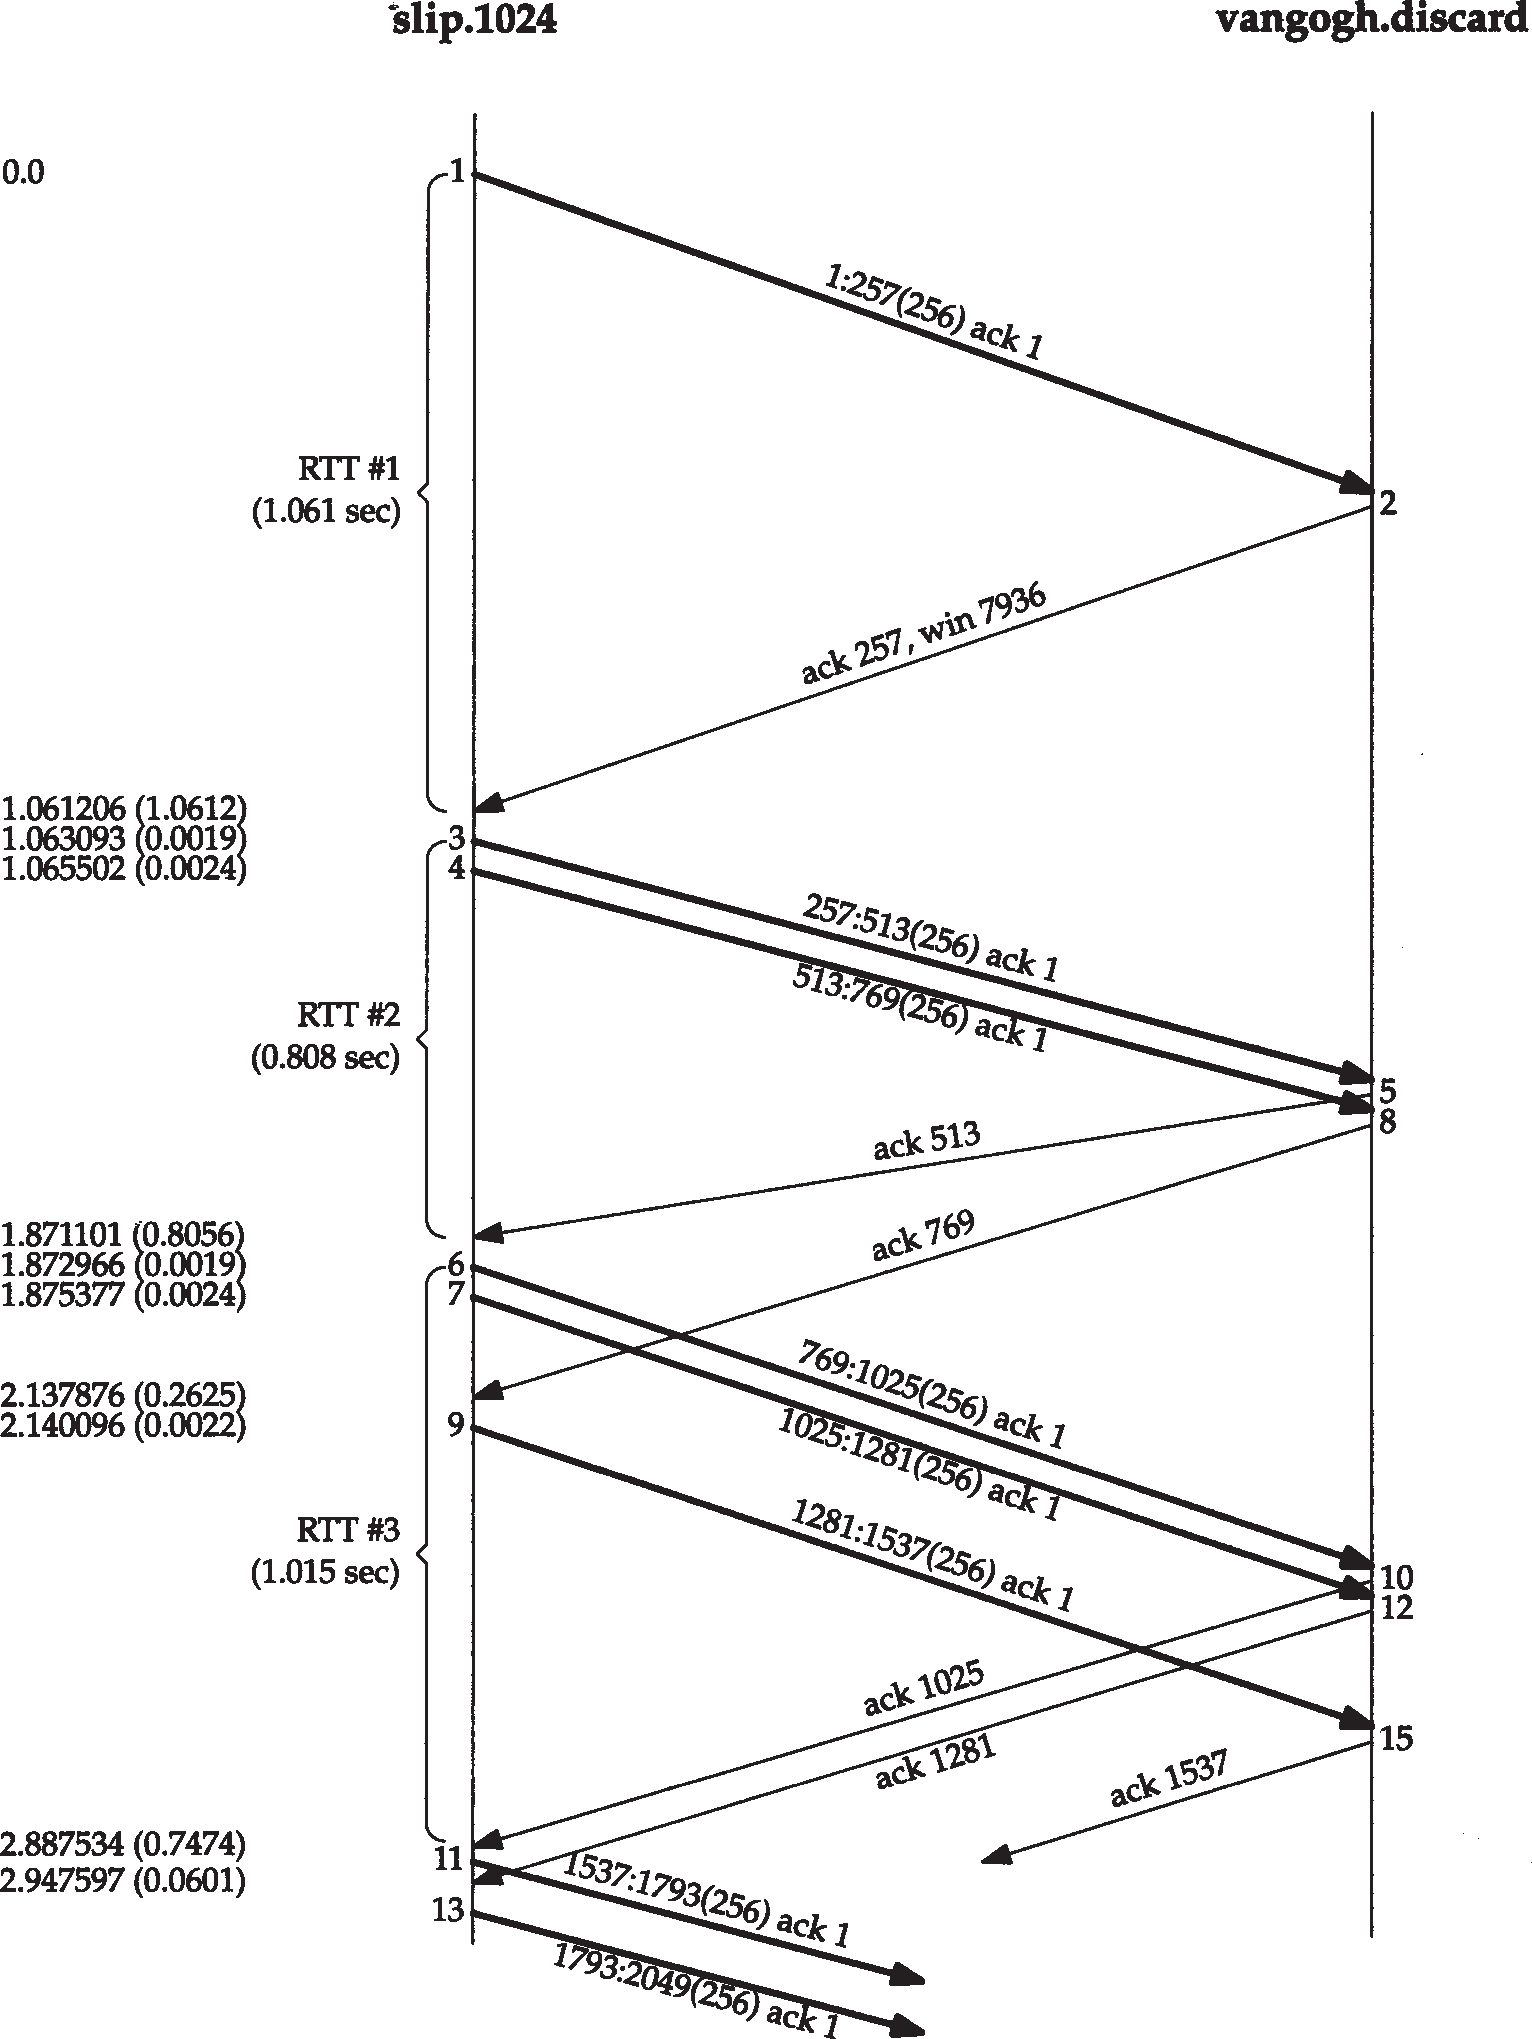 slip.1024
vangogh.discard
0.0
1
1:257(256) ack 1
RTT #1
(1.061 sec)
2
ack 257, win 7936
1.061206 (1.0612)
1.063093 (0.0019)
3
1.065502 (0.0024)
4
257:513(256) ack 1
513:769(256) ack 1
RTT #2
(0.808 sec)
5
8
ack 513
ack 769
1.871101 (0.8056)
1.872966 (0.0019)
6
1.875377 (0.0024)
7
769:1025(256) ack 1
2.137876 (0.2625)
2.140096 (0.0022)
9
1025:1281(256) ack 1
1281:1537(256) ack 1
RTT #3
(1.015 sec)
10
12
ack 1025
ack 1281
15
ack 1537
2.887534 (0.7474)
11
2.947597 (0.0601)
13
1537:1793(256) ack 1
1793:2049(256) ack 1